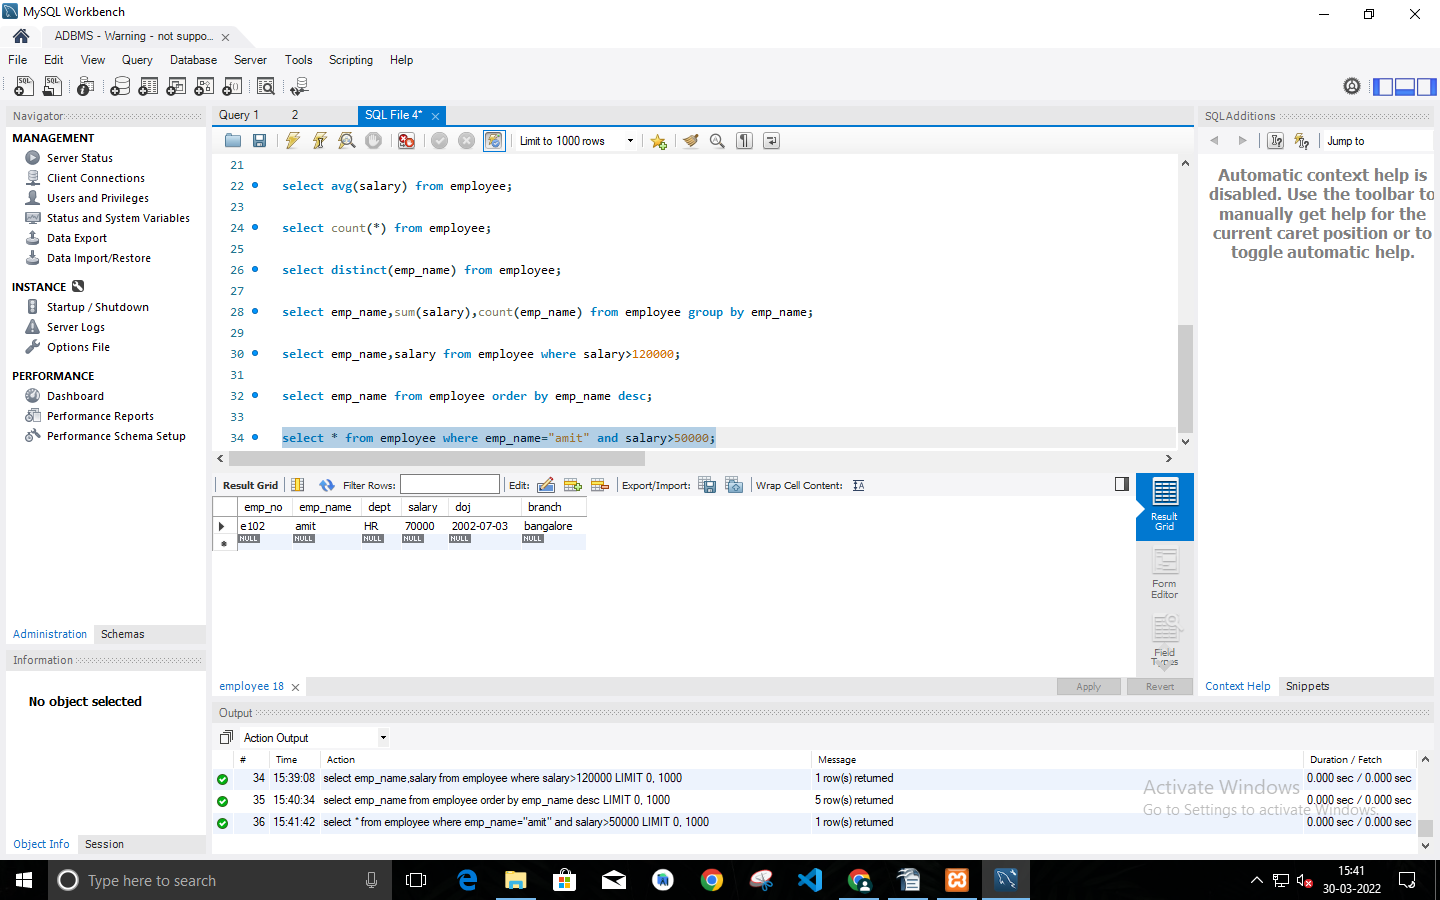 MySQL Workbench
ADBMS - Warning - not suppo...
File Edit View Query Database Server Tools Scripting Help
Navigator
MANAGEMENT
Server Status
Client Connections
Users and Privileges
Status and System Variables
Data Export
Data Import/Restore
INSTANCE
Startup / Shutdown
Server Logs
Options File
PERFORMANCE
Dashboard
Performance Reports
Performance Schema Setup
Administration Schemas
Information
No object selected
Object Info Session
Query 1 2 SQL File 4*
Limit to 1000 rows
21
22 select avg(salary) from employee;
23
24 select count(*) from employee;
25
26 select distinct(emp_name) from employee;
27
28 select emp_name,sum(salary),count(emp_name) from employee group by emp_name;
29
30 select emp_name,salary from employee where salary>120000;
31
32 select emp_name from employee order by emp_name desc;
33
34 select * from employee where emp_name="amit" and salary>50000;
Result Grid Filter Rows: Edit: Export/Import: Wrap Cell Content:
emp_no emp_name dept salary doj branch
e102 amit HR 70000 2002-07-03 bangalore
NULL NULL NULL NULL NULL NULL
Result
Grid
Form
Editor
Field
Types
employee 18
Apply Revert
SQLAdditions
Jump to
Automatic context help is
disabled. Use the toolbar to
manually get help for the
current caret position or to
toggle automatic help.
Context Help Snippets
Output
Action Output
# Time Action Message Duration / Fetch
34 15:39:08 select emp_name,salary from employee where salary>120000 LIMIT 0, 1000 1 row(s) returned 0.000 sec / 0.000 sec
35 15:40:34 select emp_name from employee order by emp_name desc LIMIT 0, 1000 5 row(s) returned 0.000 sec / 0.000 sec
36 15:41:42 select * from employee where emp_name="amit" and salary>50000 LIMIT 0, 1000 1 row(s) returned 0.000 sec / 0.000 sec
Activate Windows
Go to Settings to activate Windows.
Type here to search
15:41
30-03-2022